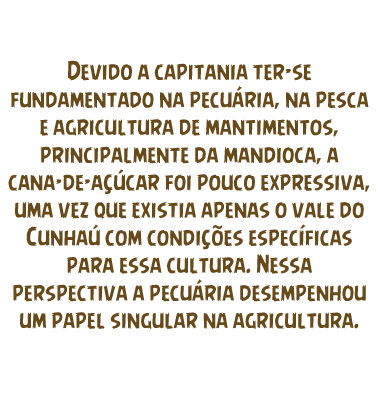 Devido a capitania ter-se
fundamentado na pecuária, na pesca
e agricultura de mantimentos,
principalmente da mandioca, a
cana-de-açúcar foi pouco expressiva,
uma vez que existia apenas o vale do
Cunhaú com condições específicas
para essa cultura. Nessa
perspectiva a pecuária desempenhou
um papel singular na agricultura.